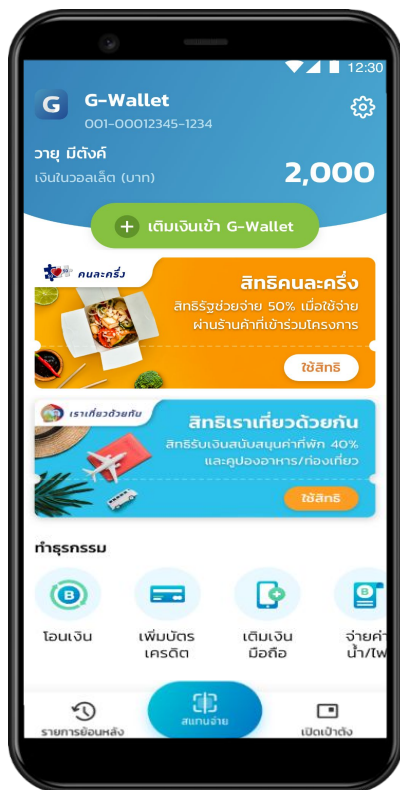 12:30
G
G-Wallet
001-00012345-1234
วายุ มีตังค์
เงินในวอลเล็ต (บาท)
2,000
+ เติมเงินเข้า G-Wallet
คนละครึ่ง
สิทธิคนละครึ่ง
สิทธิรัฐช่วยจ่าย 50% เมื่อใช้จ่าย
ผ่านร้านค้าที่เข้าร่วมโครงการ
ใช้สิทธิ
เราเที่ยวด้วยกัน
สิทธิเราเที่ยวด้วยกัน
สิทธิรับเงินสนับสนุนค่าที่พัก 40%
และคูปองอาหาร/ท่องเที่ยว
ใช้สิทธิ
ทำธุรกรรม
โอนเงิน
เพิ่มบัตร
เครดิต
เติมเงิน
มือถือ
จ่ายค่า
น้ำ/ไฟ
รายการย้อนหลัง
สแกนจ่าย
เปิดเป๋าตัง